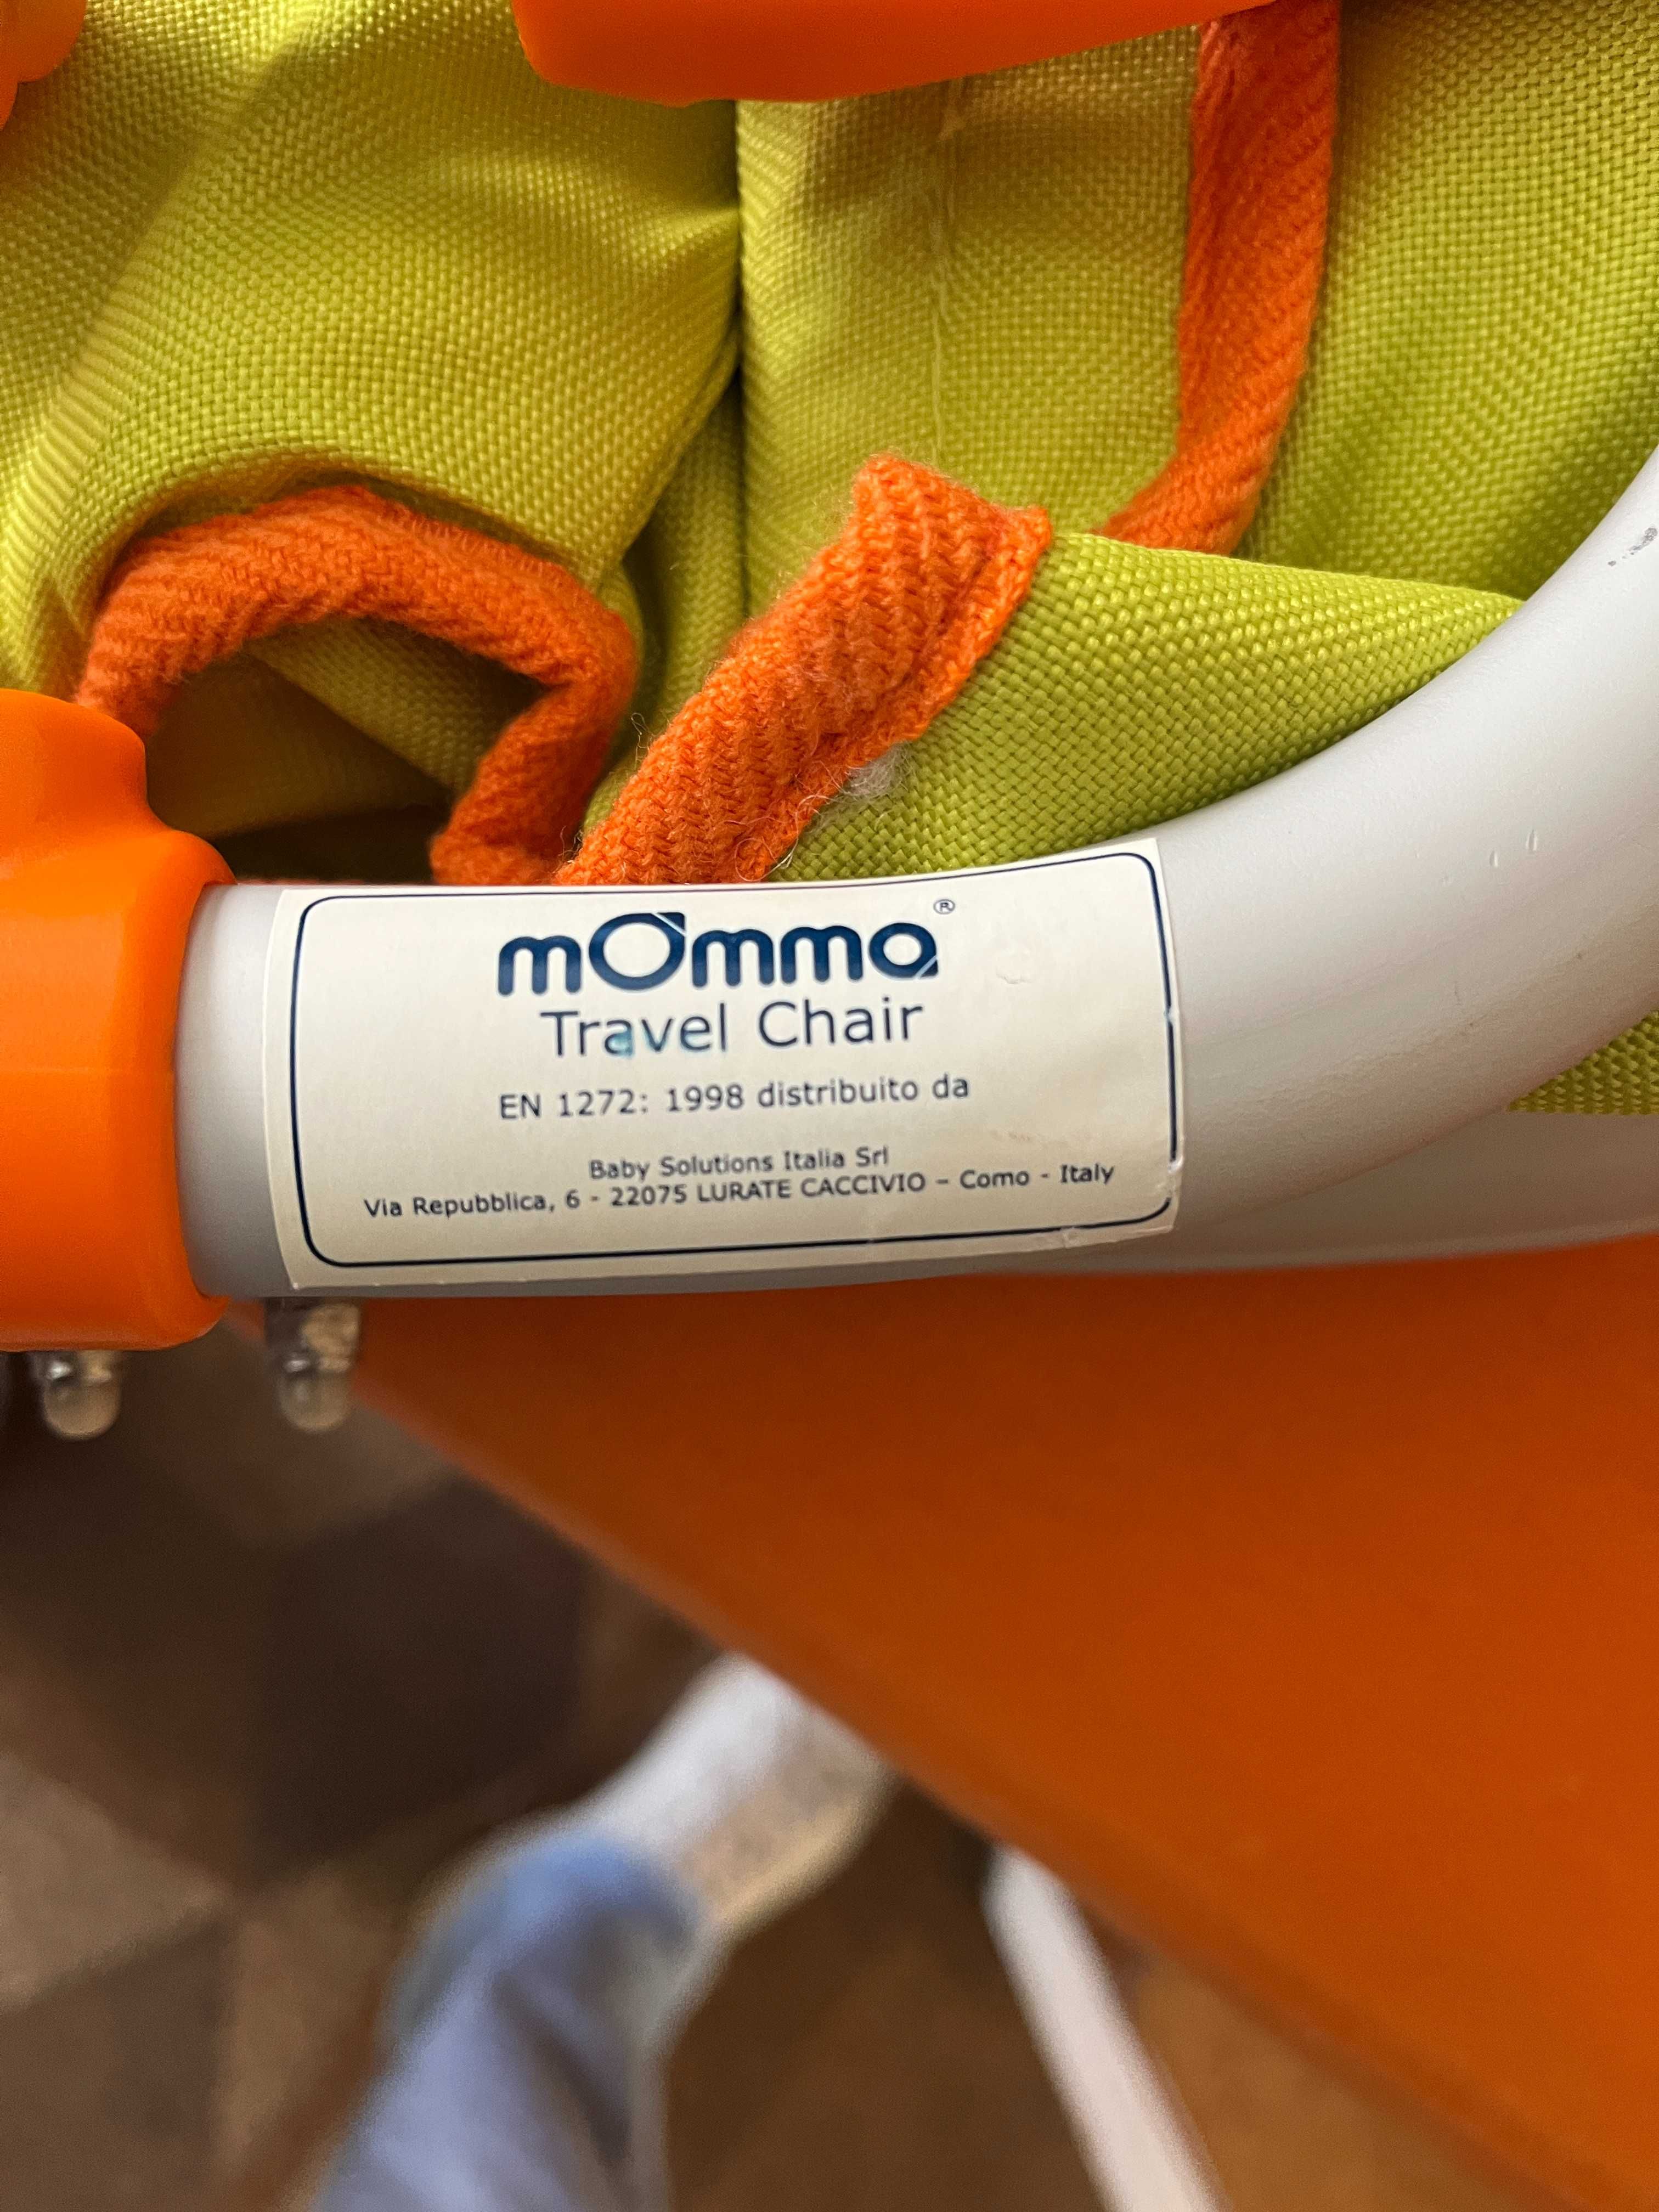 momma®
Travel Chair
EN 1272: 1998 distribuito da
Baby Solutions Italia Srl
Via Repubblica, 6 - 22075 LURATE CACCIVIO – Como - Italy